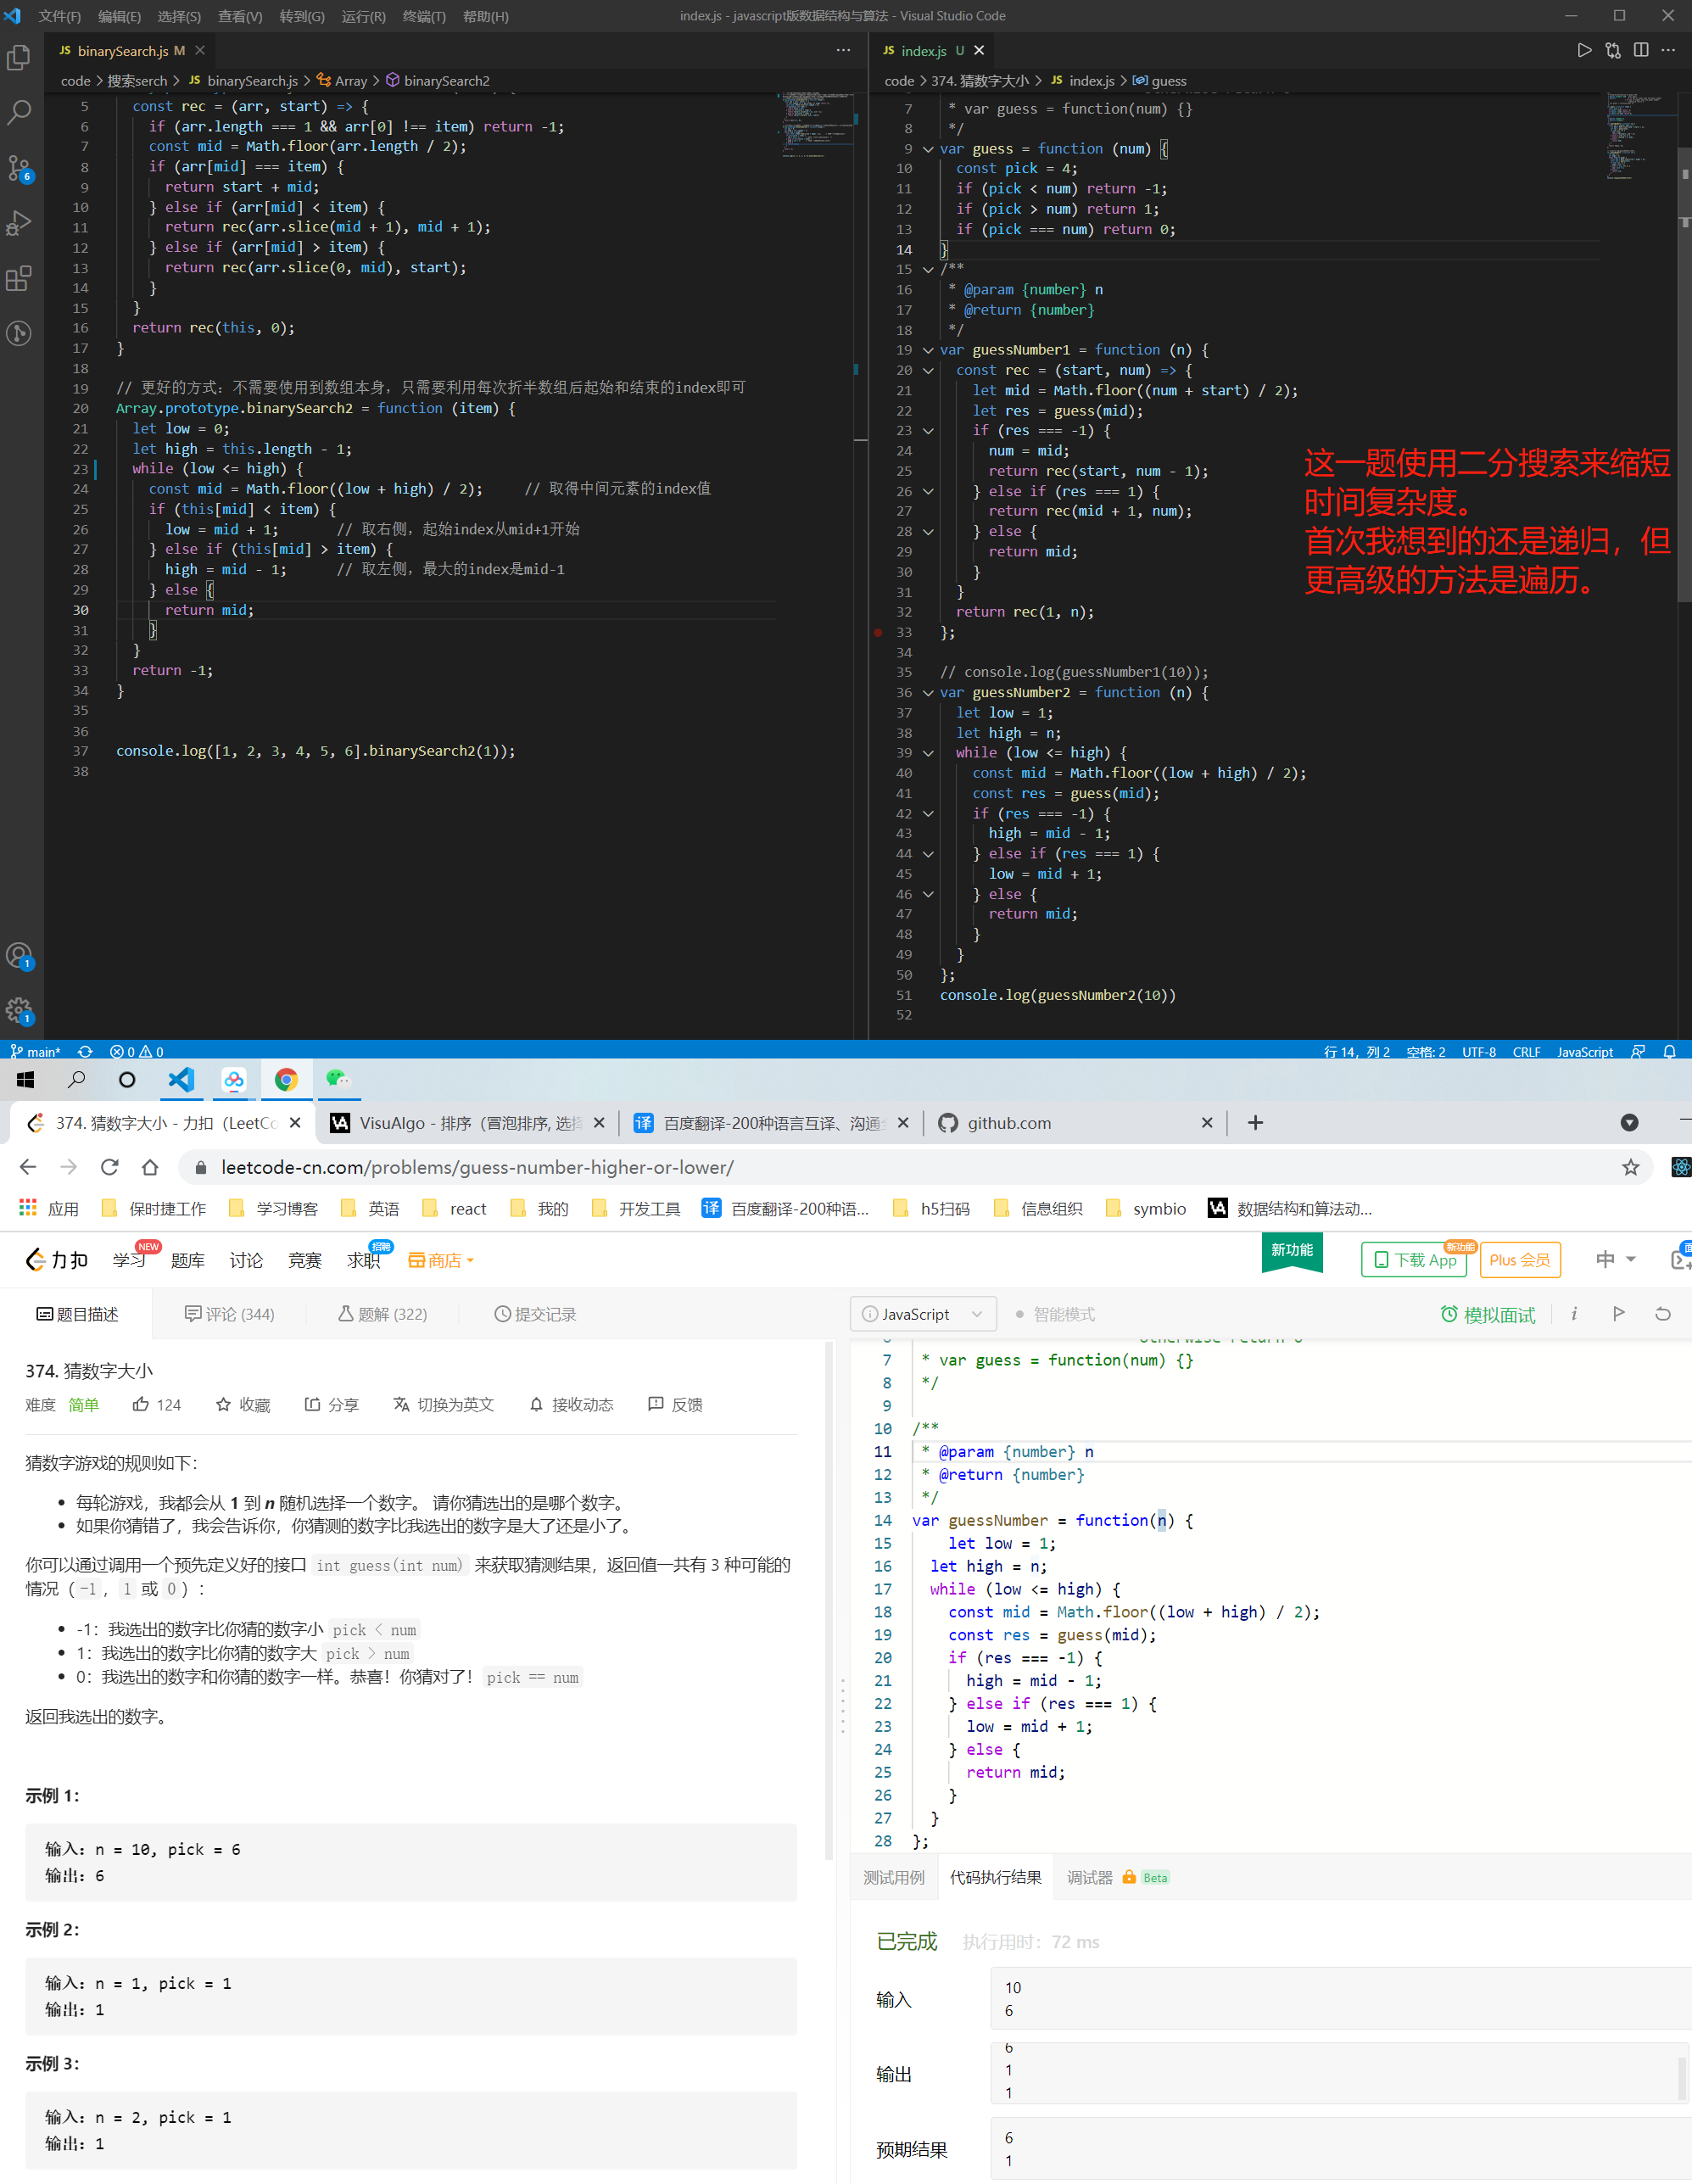 文件(F) 编辑(E) 选择(S) 查看(V) 转到(G) 运行(R) 终端(T) 帮助(H) index.js - javascript版数据结构与算法 - Visual Studio Code
JS binarySearch.js M
code > 搜索serch > JS binarySearch.js > Array > binarySearch2
5 const rec = (arr, start) => {
6 if (arr.length === 1 && arr[0] !== item) return -1;
7 const mid = Math.floor(arr.length / 2);
8 if (arr[mid] === item) {
9 return start + mid;
10 } else if (arr[mid] < item) {
11 return rec(arr.slice(mid + 1), mid + 1);
12 } else if (arr[mid] > item) {
13 return rec(arr.slice(0, mid), start);
14 }
15 }
16 return rec(this, 0);
17 }
18
19 // 更好的方式：不需要使用到数组本身，只需要利用每次折半数组后起始和结束的index即可
20 Array.prototype.binarySearch2 = function (item) {
21 let low = 0;
22 let high = this.length - 1;
23 while (low <= high) {
24 const mid = Math.floor((low + high) / 2); // 取得中间元素的index值
25 if (this[mid] < item) {
26 low = mid + 1; // 取右侧，起始index从mid+1开始
27 } else if (this[mid] > item) {
28 high = mid - 1; // 取左侧，最大的index是mid-1
29 } else {
30 return mid;
31 }
32 }
33 return -1;
34 }
35
36
37 console.log([1, 2, 3, 4, 5, 6].binarySearch2(1));
38
JS index.js U
code > 374. 猜数字大小 > JS index.js > guess
7 * var guess = function(num) {}
8 */
9 var guess = function (num) {
10 const pick = 4;
11 if (pick < num) return -1;
12 if (pick > num) return 1;
13 if (pick === num) return 0;
14 }
15 /**
16 * @param {number} n
17 * @return {number}
18 */
19 var guessNumber1 = function (n) {
20 const rec = (start, num) => {
21 let mid = Math.floor((num + start) / 2);
22 let res = guess(mid);
23 if (res === -1) {
24 num = mid;
25 return rec(start, num - 1);
26 } else if (res === 1) {
27 return rec(mid + 1, num);
28 } else {
29 return mid;
30 }
31 }
32 return rec(1, n);
33 };
34
35 // console.log(guessNumber1(10));
36 var guessNumber2 = function (n) {
37 let low = 1;
38 let high = n;
39 while (low <= high) {
40 const mid = Math.floor((low + high) / 2);
41 const res = guess(mid);
42 if (res === -1) {
43 high = mid - 1;
44 } else if (res === 1) {
45 low = mid + 1;
46 } else {
47 return mid;
48 }
49 }
50 };
51 console.log(guessNumber2(10))
52
这一题使用二分搜索来缩短
时间复杂度。
首次我想到的还是递归，但
更高级的方法是遍历。
6
1
1
main* 0 0 行 14，列 2 空格: 2 UTF-8 CRLF JavaScript
374. 猜数字大小 - 力扣（LeetCo VisuAlgo - 排序（冒泡排序, 选择 译 百度翻译-200种语言互译、沟通 github.com
leetcode-cn.com/problems/guess-number-higher-or-lower/
应用 保时捷工作 学习博客 英语 react 我的 开发工具 译 百度翻译-200种语... h5扫码 信息组织 symbio 数据结构和算法动...
力扣 学习 NEW 题库 讨论 竞赛 求职 招聘 商店 新功能 下载 App 新功能 Plus 会员 中
题目描述 评论 (344) 题解 (322) 提交记录
374. 猜数字大小
难度 简单 124 收藏 分享 切换为英文 接收动态 反馈
猜数字游戏的规则如下：
• 每轮游戏，我都会从 1 到 n 随机选择一个数字。 请你猜选出的是哪个数字。
• 如果你猜错了，我会告诉你，你猜测的数字比我选出的数字是大了还是小了。
你可以通过调用一个预先定义好的接口 int guess(int num) 来获取猜测结果，返回值一共有 3 种可能的
情况（-1，1 或 0）：
• -1：我选出的数字比你猜的数字小 pick < num
• 1：我选出的数字比你猜的数字大 pick > num
• 0：我选出的数字和你猜的数字一样。恭喜！你猜对了！pick == num
返回我选出的数字。
示例 1：
输入：n = 10, pick = 6
输出：6
示例 2：
输入：n = 1, pick = 1
输出：1
示例 3：
输入：n = 2, pick = 1
输出：1
JavaScript 智能模式 模拟面试
7 * var guess = function(num) {}
8 */
9
10 /**
11 * @param {number} n
12 * @return {number}
13 */
14 var guessNumber = function(n) {
15 let low = 1;
16 let high = n;
17 while (low <= high) {
18 const mid = Math.floor((low + high) / 2);
19 const res = guess(mid);
20 if (res === -1) {
21 high = mid - 1;
22 } else if (res === 1) {
23 low = mid + 1;
24 } else {
25 return mid;
26 }
27 }
28 };
测试用例 代码执行结果 调试器 Beta
已完成 执行用时：72 ms
输入
10
6
输出
6
1
1
预期结果
6
1